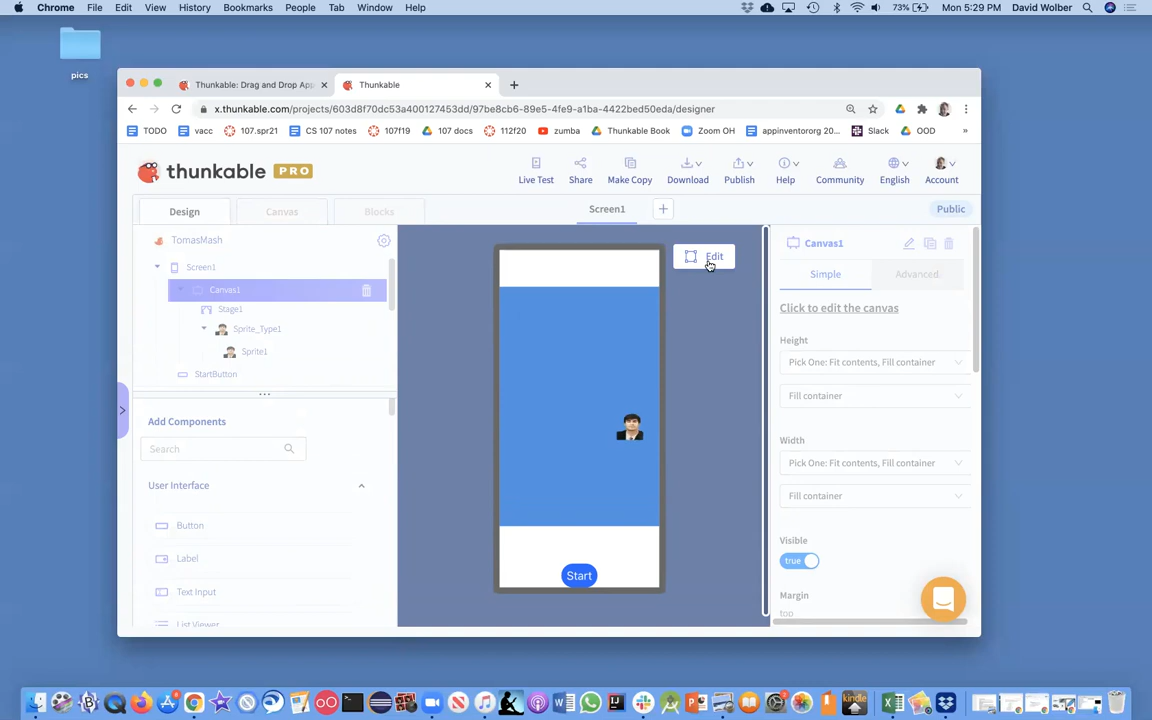 Chrome File Edit View History Bookmarks People Tab Window Help 73% Mon 5:29 PM David Wolber
pics
Thunkable: Drag and Drop App Thunkable
x.thunkable.com/projects/603d8f70dc53a400127453dd/97be8cb6-89e5-4fe9-a1ba-4422bed50eda/designer
TODO vacc 107.spr21 CS 107 notes 107f19 107 docs 112f20 zumba Thunkable Book Zoom OH appinventororg 20... Slack OOD »
thunkable PRO
Live Test Share Make Copy Download Publish Help Community English Account
Design Canvas Blocks Screen1 Public
TomasMash
Screen1
Canvas1
Stage1
Sprite_Type1
Sprite1
StartButton
Add Components
Search
User Interface
Button
Label
Text Input
List Viewer
Edit
Start
Canvas1
Simple Advanced
Click to edit the canvas
Height
Pick One: Fit contents, Fill container
Fill container
Width
Pick One: Fit contents, Fill container
Fill container
Visible
true
Margin
top
kindle